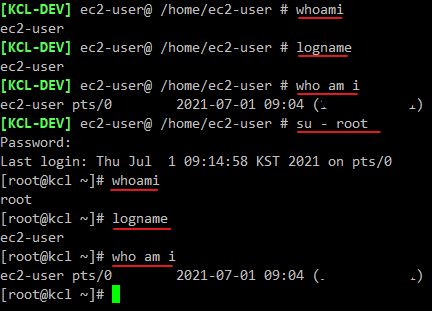 [KCL-DEV] ec2-user@ /home/ec2-user # whoami
ec2-user
[KCL-DEV] ec2-user@ /home/ec2-user # logname
ec2-user
[KCL-DEV] ec2-user@ /home/ec2-user # who am i
ec2-user pts/0        2021-07-01 09:04 (            )
[KCL-DEV] ec2-user@ /home/ec2-user # su - root
Password:
Last login: Thu Jul  1 09:14:58 KST 2021 on pts/0
[root@kcl ~]# whoami
root
[root@kcl ~]# logname
ec2-user
[root@kcl ~]# who am i
ec2-user pts/0        2021-07-01 09:04 (            )
[root@kcl ~]#